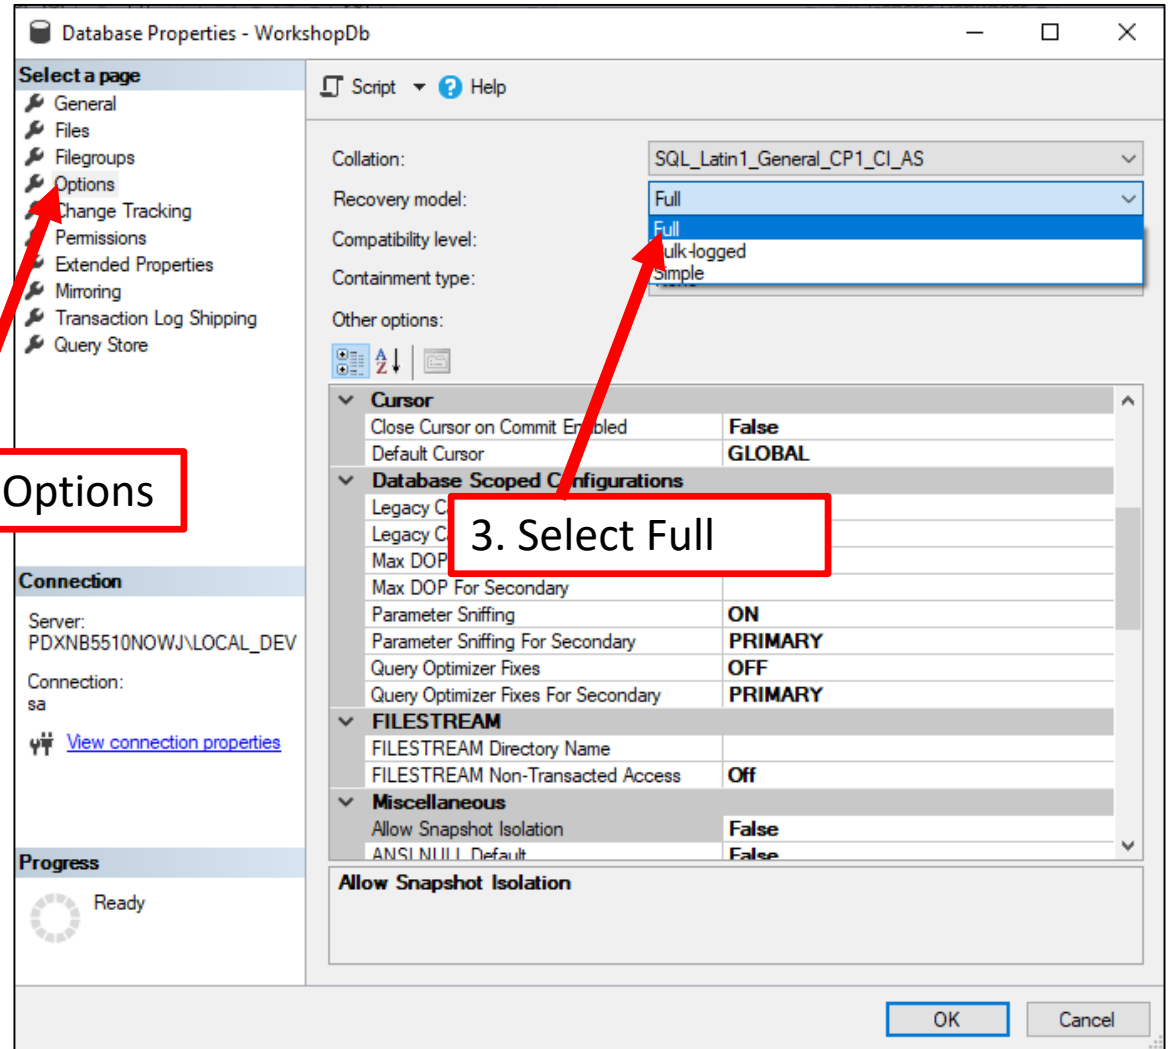 Database Properties - WorkshopDb
Select a page
General
Files
Filegroups
Options
Change Tracking
Permissions
Extended Properties
Mirroring
Transaction Log Shipping
Query Store
Options
Connection
Server:
PDXNB5510NOWJ\LOCAL_DEV
Connection:
sa
View connection properties
Progress
Ready
Script
Help
Collation:
SQL_Latin1_General_CP1_CI_AS
Recovery model:
Full
Full
Bulk-logged
Simple
Compatibility level:
Containment type:
Other options:
Cursor
Close Cursor on Commit Enabled False
Default Cursor GLOBAL
Database Scoped Configurations
Legacy
Legacy
Max DOP
3. Select Full
Max DOP For Secondary
Parameter Sniffing ON
Parameter Sniffing For Secondary PRIMARY
Query Optimizer Fixes OFF
Query Optimizer Fixes For Secondary PRIMARY
FILESTREAM
FILESTREAM Directory Name
FILESTREAM Non-Transacted Access Off
Miscellaneous
Allow Snapshot Isolation False
ANSI NULL Default False
Allow Snapshot Isolation
OK
Cancel